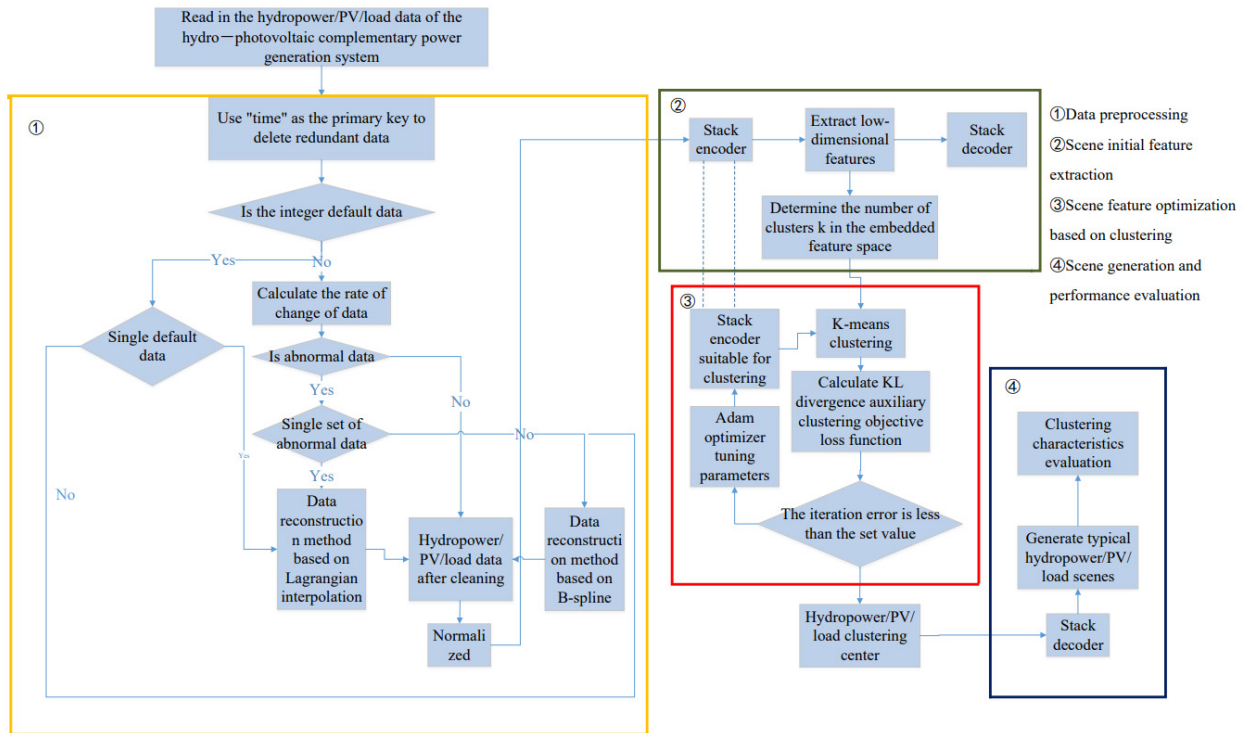 Read in the hydropower/PV/load data of the
hydro－photovoltaic complementary power
generation system
①
Use "time" as the primary key to
delete redundant data
Is the integer default data
Yes
No
Calculate the rate of
change of data
Single default
data
Is abnormal data
Yes
No
Single set of
abnormal data
No
Yes
Yes
No
Data
reconstructio
n method
based on
Lagrangian
interpolation
Hydropower/
PV/load data
after cleaning
Data
reconstructi
on method
based on
B-spline
Normali
zed
②
Stack
encoder
Extract low-
dimensional
features
Stack
decoder
Determine the number of
clusters k in the embedded
feature space
③
Stack
encoder
suitable for
clustering
K-means
clustering
Calculate KL
divergence auxiliary
clustering objective
loss function
Adam
optimizer
tuning
parameters
The iteration error is less
than the set value
Hydropower/PV/
load clustering
center
④
Clustering
characteristics
evaluation
Generate typical
hydropower/PV/
load scenes
Stack
decoder
①Data preprocessing
②Scene initial feature
extraction
③Scene feature optimization
based on clustering
④Scene generation and
performance evaluation